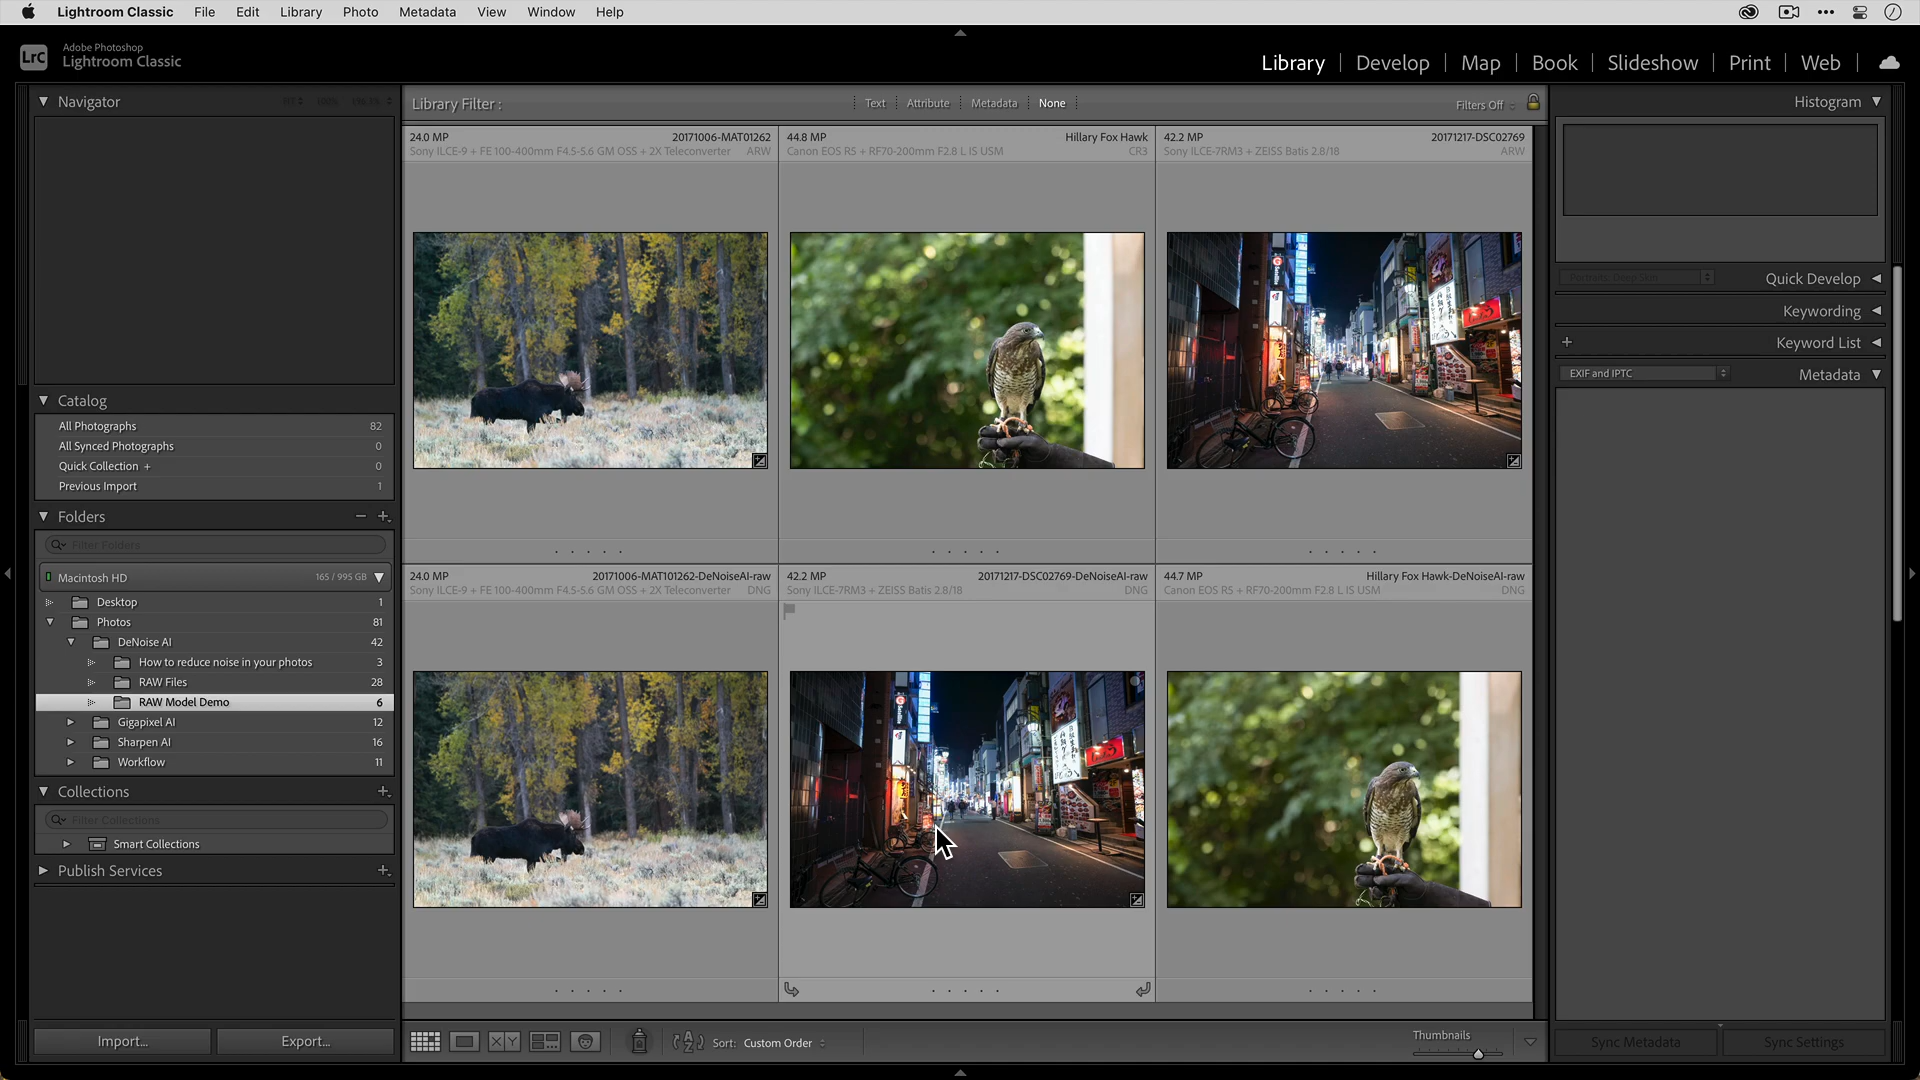 Lightroom Classic File Edit Library Photo Metadata View Window Help
LrC
Adobe Photoshop
Lightroom Classic
Library | Develop | Map | Book | Slideshow | Print | Web |
Navigator
Library Filter :
Text Attribute Metadata None
Filters Off
Histogram
24.0 MP 20171006-MAT01262
Sony ILCE-9 + FE 100-400mm F4.5-5.6 GM OSS + 2X Teleconverter ARW
44.8 MP Hillary Fox Hawk
Canon EOS R5 + RF70-200mm F2.8 L IS USM CR3
42.2 MP 20171217-DSC02769
Sony ILCE-7RM3 + ZEISS Batis 2.8/18 ARW
Portraits: Deep Skin
Quick Develop
Keywording
+ Keyword List
EXIF and IPTC
Metadata
Catalog
All Photographs 82
All Synced Photographs 0
Quick Collection + 0
Previous Import 1
Folders
Filter Folders
Macintosh HD 165 / 995 GB
Desktop 1
Photos 81
DeNoise AI 42
How to reduce noise in your photos 3
RAW Files 28
RAW Model Demo 6
Gigapixel AI 12
Sharpen AI 16
Workflow 11
24.0 MP 20171006-MAT101262-DeNoiseAI-raw
Sony ILCE-9 + FE 100-400mm F4.5-5.6 GM OSS + 2X Teleconverter DNG
42.2 MP 20171217-DSC02769-DeNoiseAI-raw
Sony ILCE-7RM3 + ZEISS Batis 2.8/18 DNG
44.7 MP Hillary Fox Hawk-DeNoiseAI-raw
Canon EOS R5 + RF70-200mm F2.8 L IS USM DNG
Collections
Filter Collections
Smart Collections
Publish Services
Import...
Export...
X Y
Sort: Custom Order
Thumbnails
Sync Metadata
Sync Settings